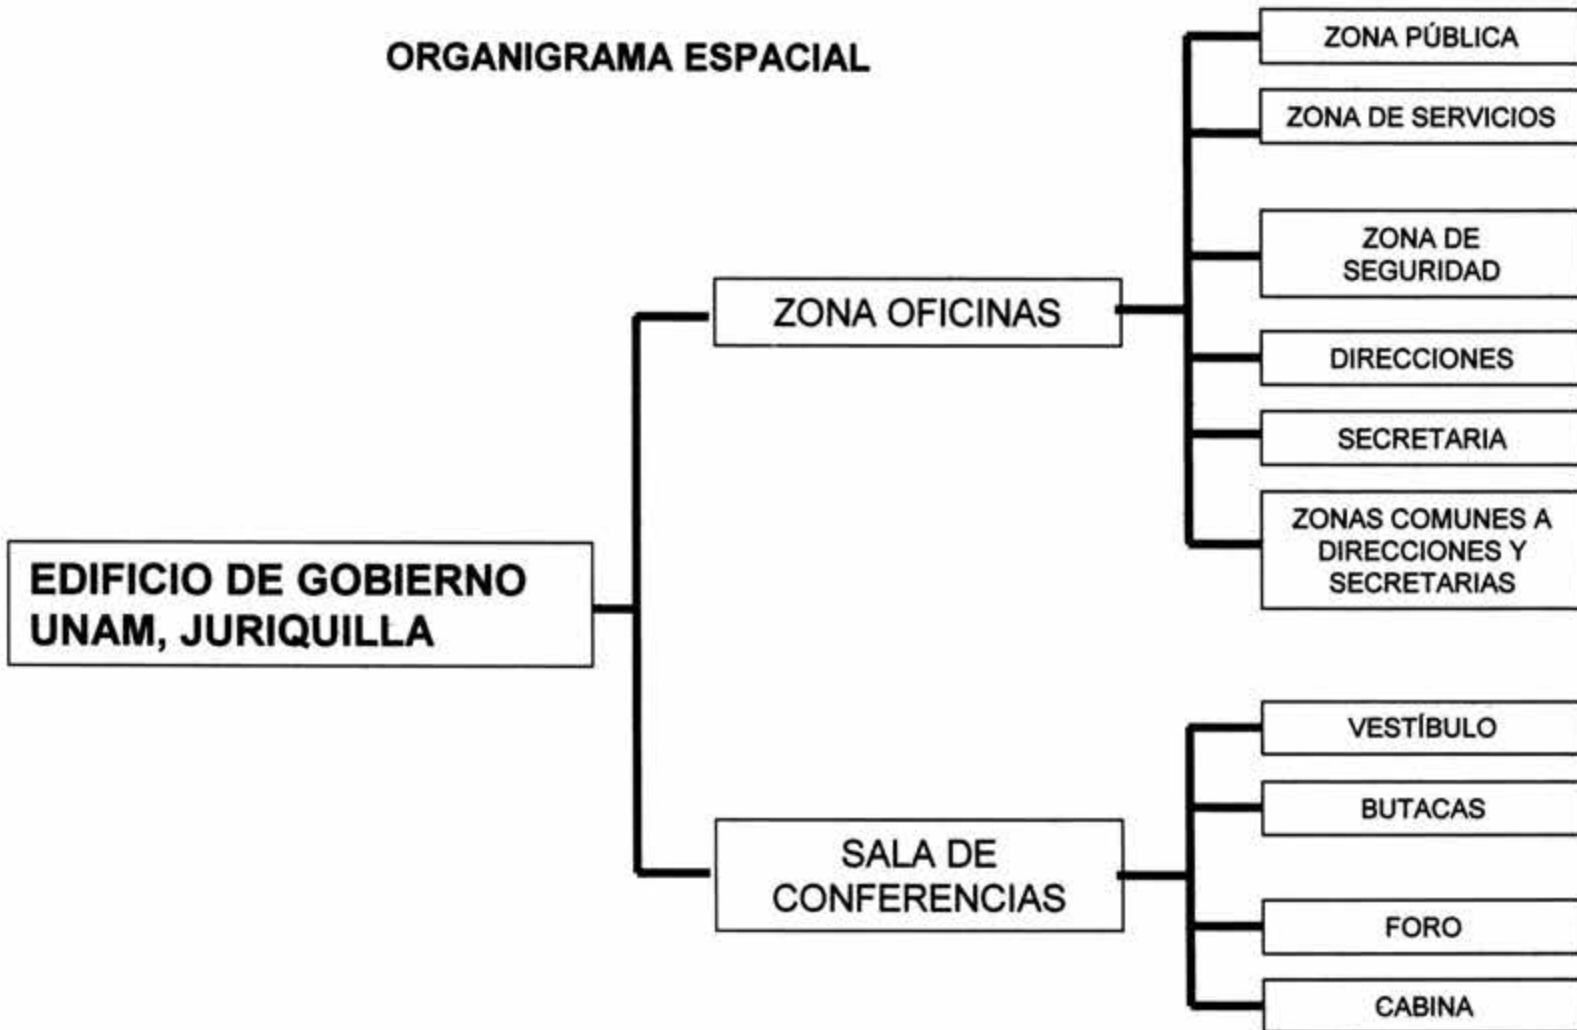 ORGANIGRAMA ESPACIAL
EDIFICIO DE GOBIERNO
UNAM, JURIQUILLA
ZONA OFICINAS
ZONA PÚBLICA
ZONA DE SERVICIOS
ZONA DE
SEGURIDAD
DIRECCIONES
SECRETARIA
ZONAS COMUNES A
DIRECCIONES Y
SECRETARIAS
SALA DE
CONFERENCIAS
VESTÍBULO
BUTACAS
FORO
CABINA